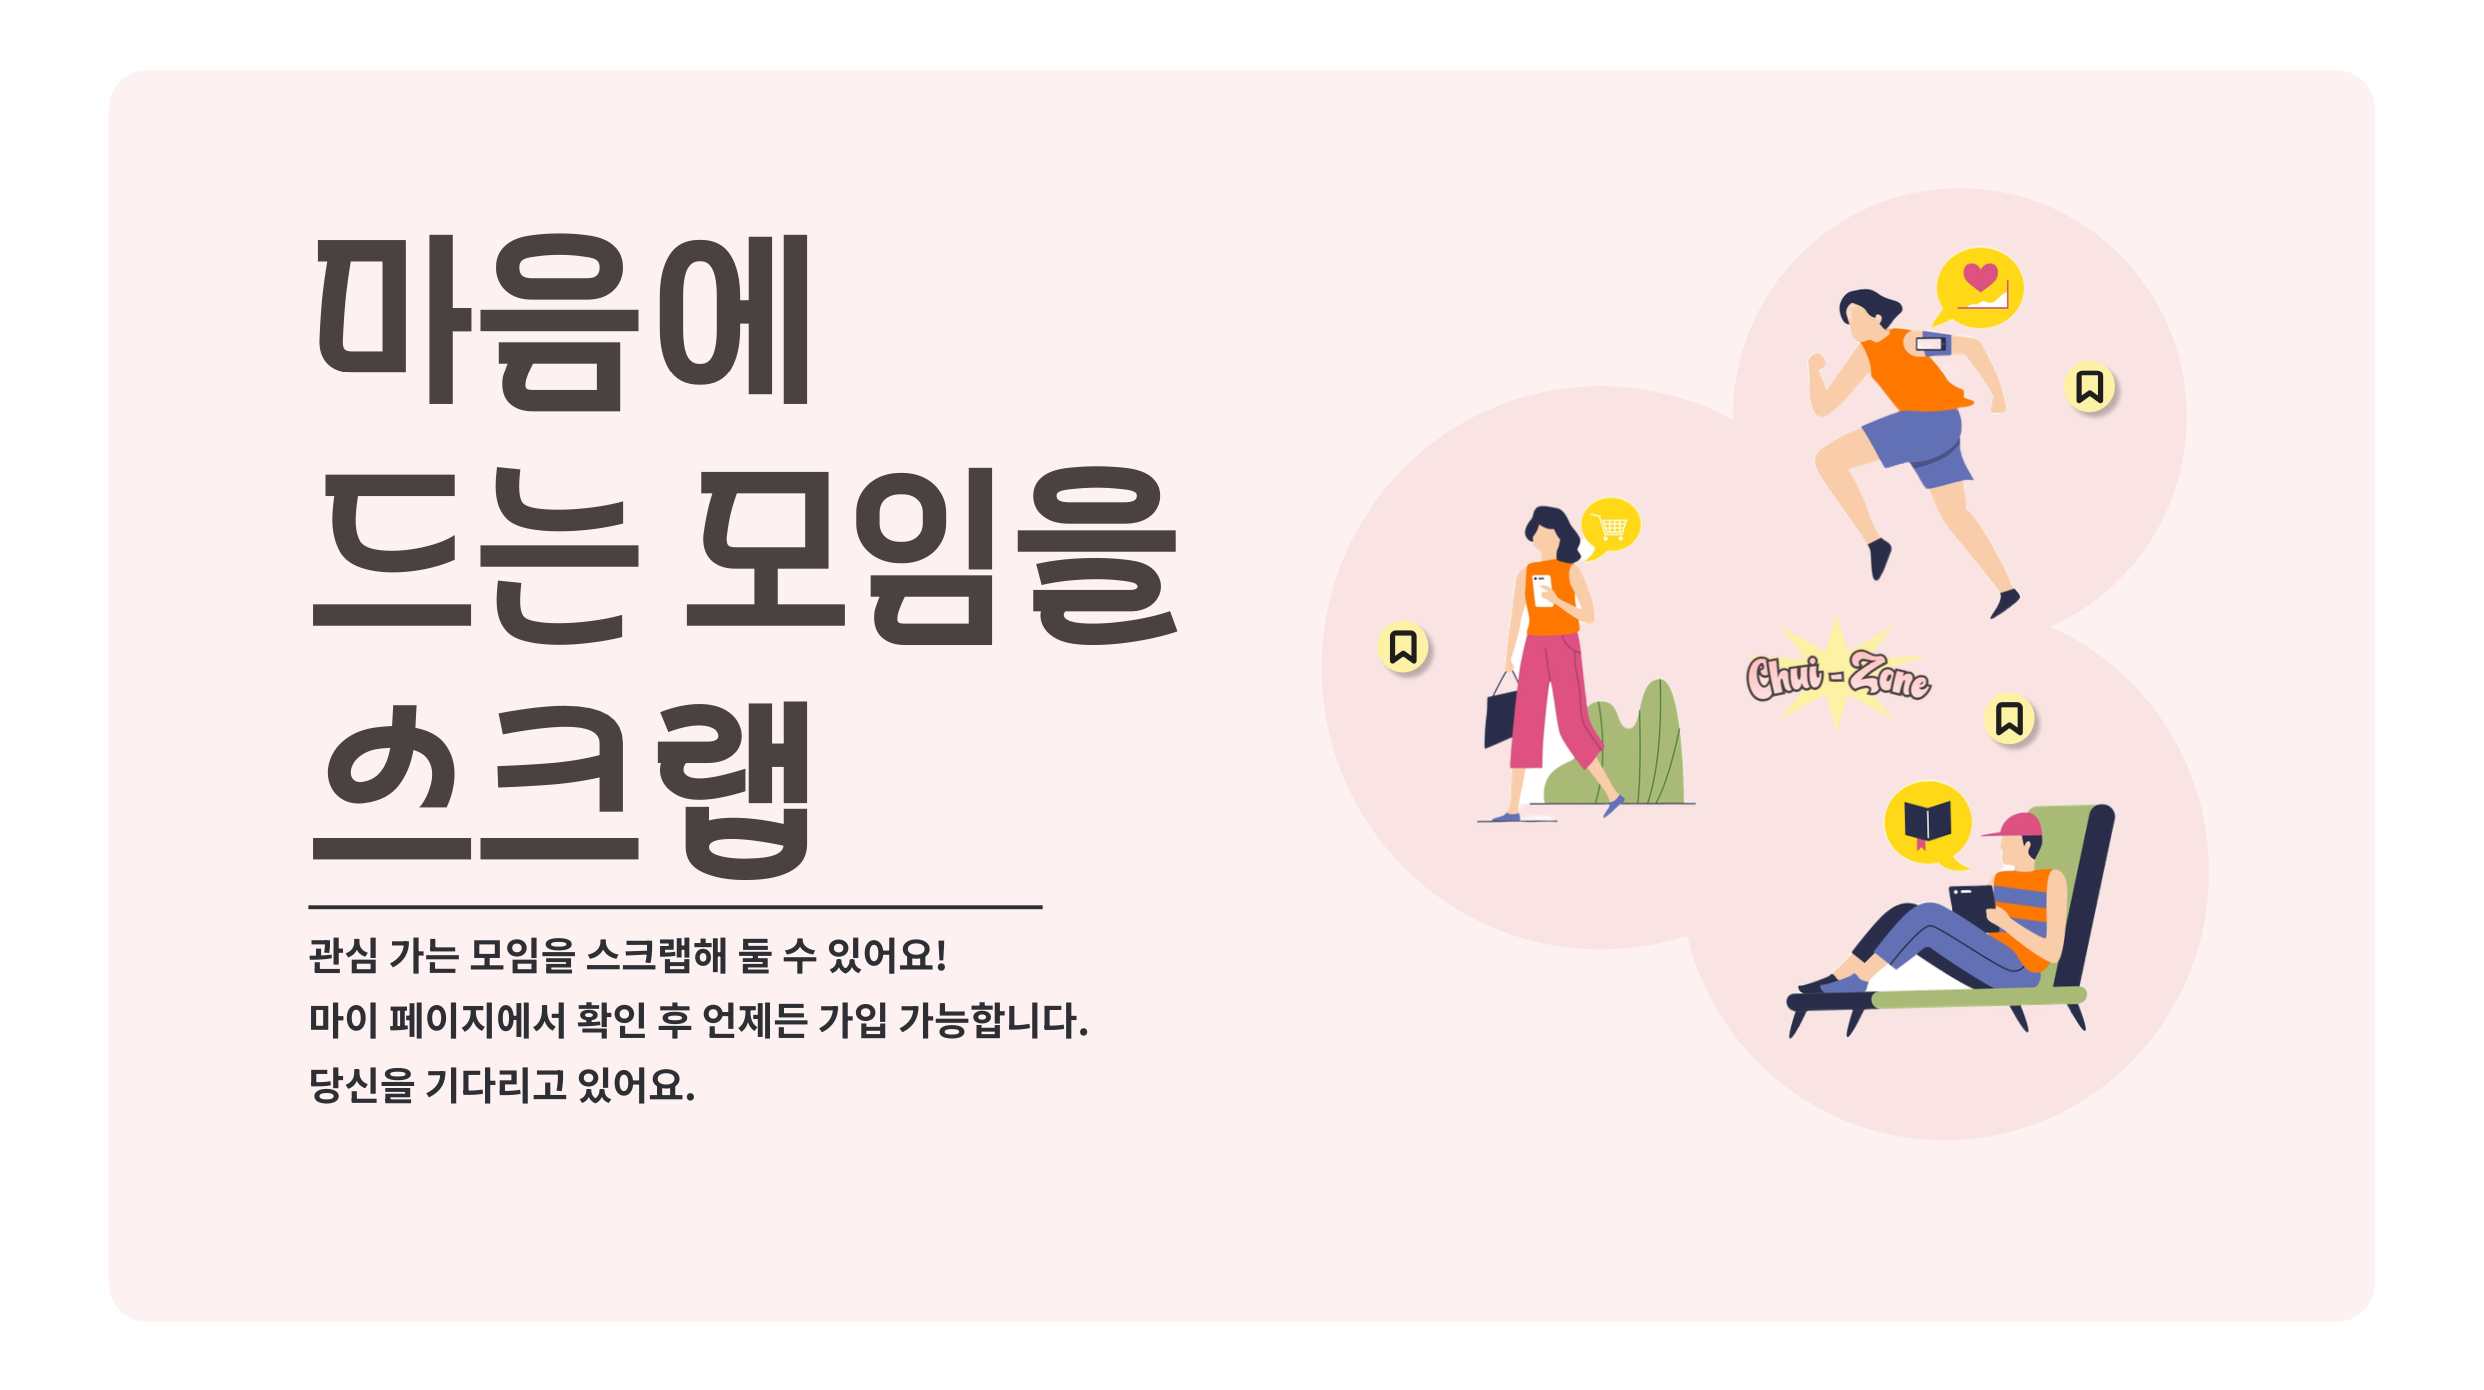 마음에
드는 모임을
스크랩
관심 가는 모임을 스크랩해 둘 수 있어요!
마이 페이지에서 확인 후 언제든 가입 가능합니다.
당신을 기다리고 있어요.
Chui - Zone